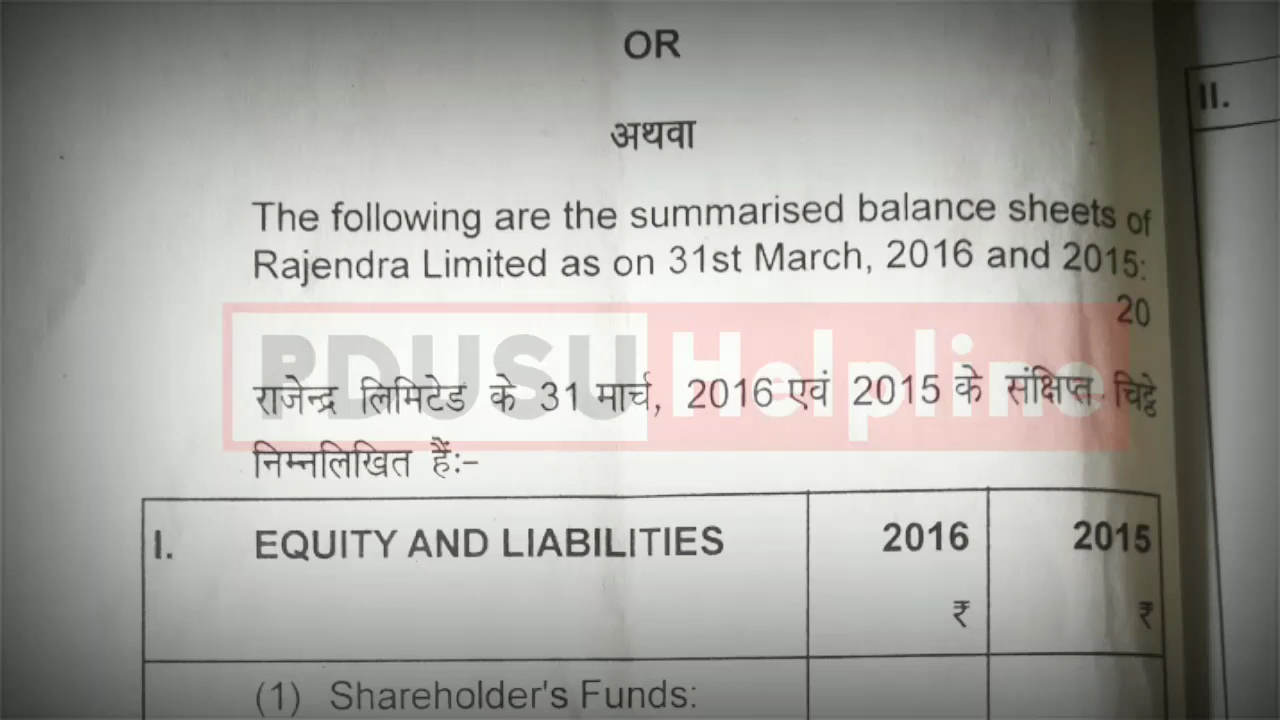 OR
अथवा
The following are the summarised balance sheets of
Rajendra Limited as on 31st March, 2016 and 2015:
20
PDUSU Helpline
राजेन्द्र लिमिटेड के 31 मार्च, 2016 एवं 2015 के संक्षिप्त चिट्ठे
निम्नलिखित हैं:–
I. EQUITY AND LIABILITIES 2016 2015
₹ ₹
(1) Shareholder's Funds:
II.